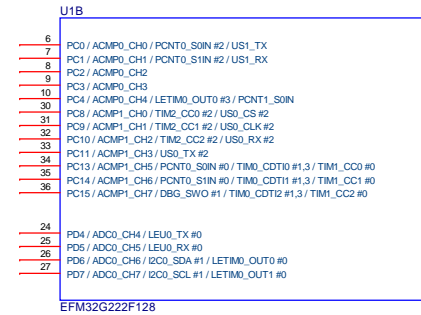 U1B
6 PC0 / ACMP0_CH0 / PCNT0_S0IN #2 / US1_TX
7 PC1 / ACMP0_CH1 / PCNT0_S1IN #2 / US1_RX
8 PC2 / ACMP0_CH2
9 PC3 / ACMP0_CH3
10 PC4 / ACMP0_CH4 / LETIM0_OUT0 #3 / PCNT1_S0IN
30 PC8 / ACMP1_CH0 / TIM2_CC0 #2 / US0_CS #2
31 PC9 / ACMP1_CH1 / TIM2_CC1 #2 / US0_CLK #2
32 PC10 / ACMP1_CH2 / TIM2_CC2 #2 / US0_RX #2
33 PC11 / ACMP1_CH3 / US0_TX #2
34 PC13 / ACMP1_CH5 / PCNT0_S0IN #0 / TIM0_CDTI0 #1,3 / TIM1_CC0 #0
35 PC14 / ACMP1_CH6 / PCNT0_S1IN #0 / TIM0_CDTI1 #1,3 / TIM1_CC1 #0
36 PC15 / ACMP1_CH7 / DBG_SWO #1 / TIM0_CDTI2 #1,3 / TIM1_CC2 #0
24 PD4 / ADC0_CH4 / LEU0_TX #0
25 PD5 / ADC0_CH5 / LEU0_RX #0
26 PD6 / ADC0_CH6 / I2C0_SDA #1 / LETIM0_OUT0 #0
27 PD7 / ADC0_CH7 / I2C0_SCL #1 / LETIM0_OUT1 #0
EFM32G222F128